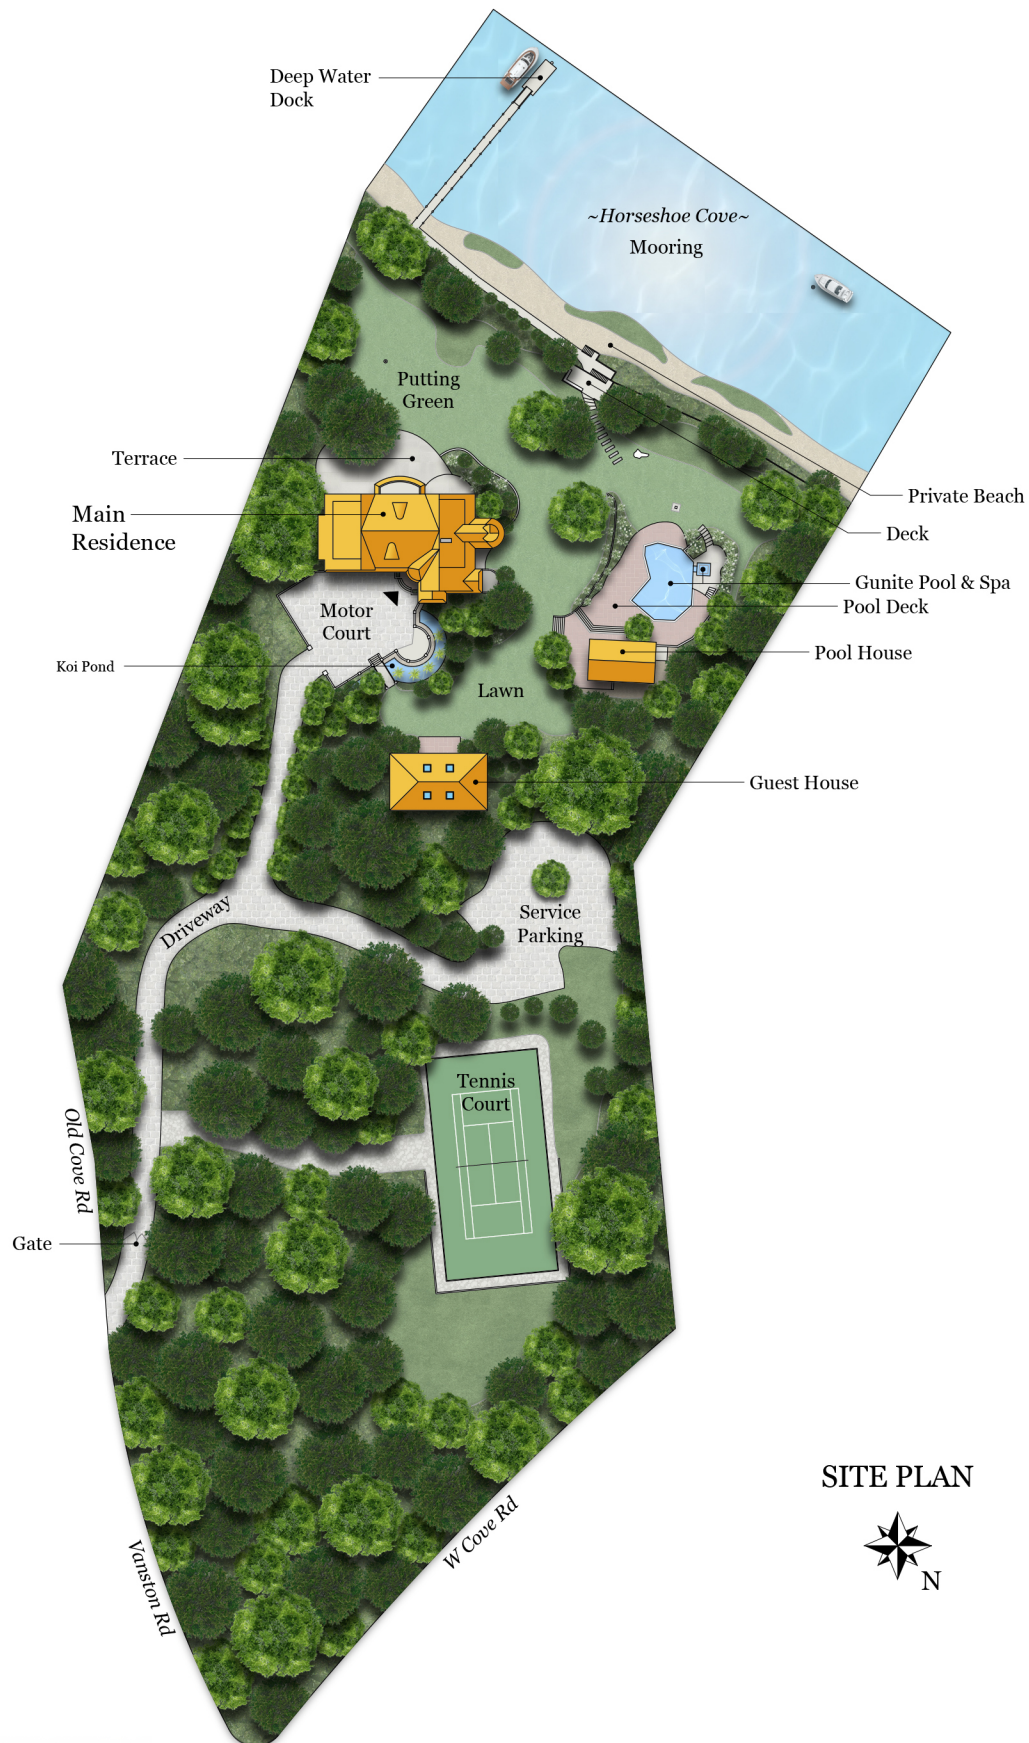 Deep Water
Dock
~Horseshoe Cove~
Mooring
Putting
Green
Terrace
Main
Residence
Private Beach
Deck
Gunite Pool & Spa
Pool Deck
Motor
Court
Pool House
Koi Pond
Lawn
Guest House
Driveway
Service
Parking
Tennis
Court
Old Cove Rd
Gate
SITE PLAN
W Cove Rd
Vanston Rd
N